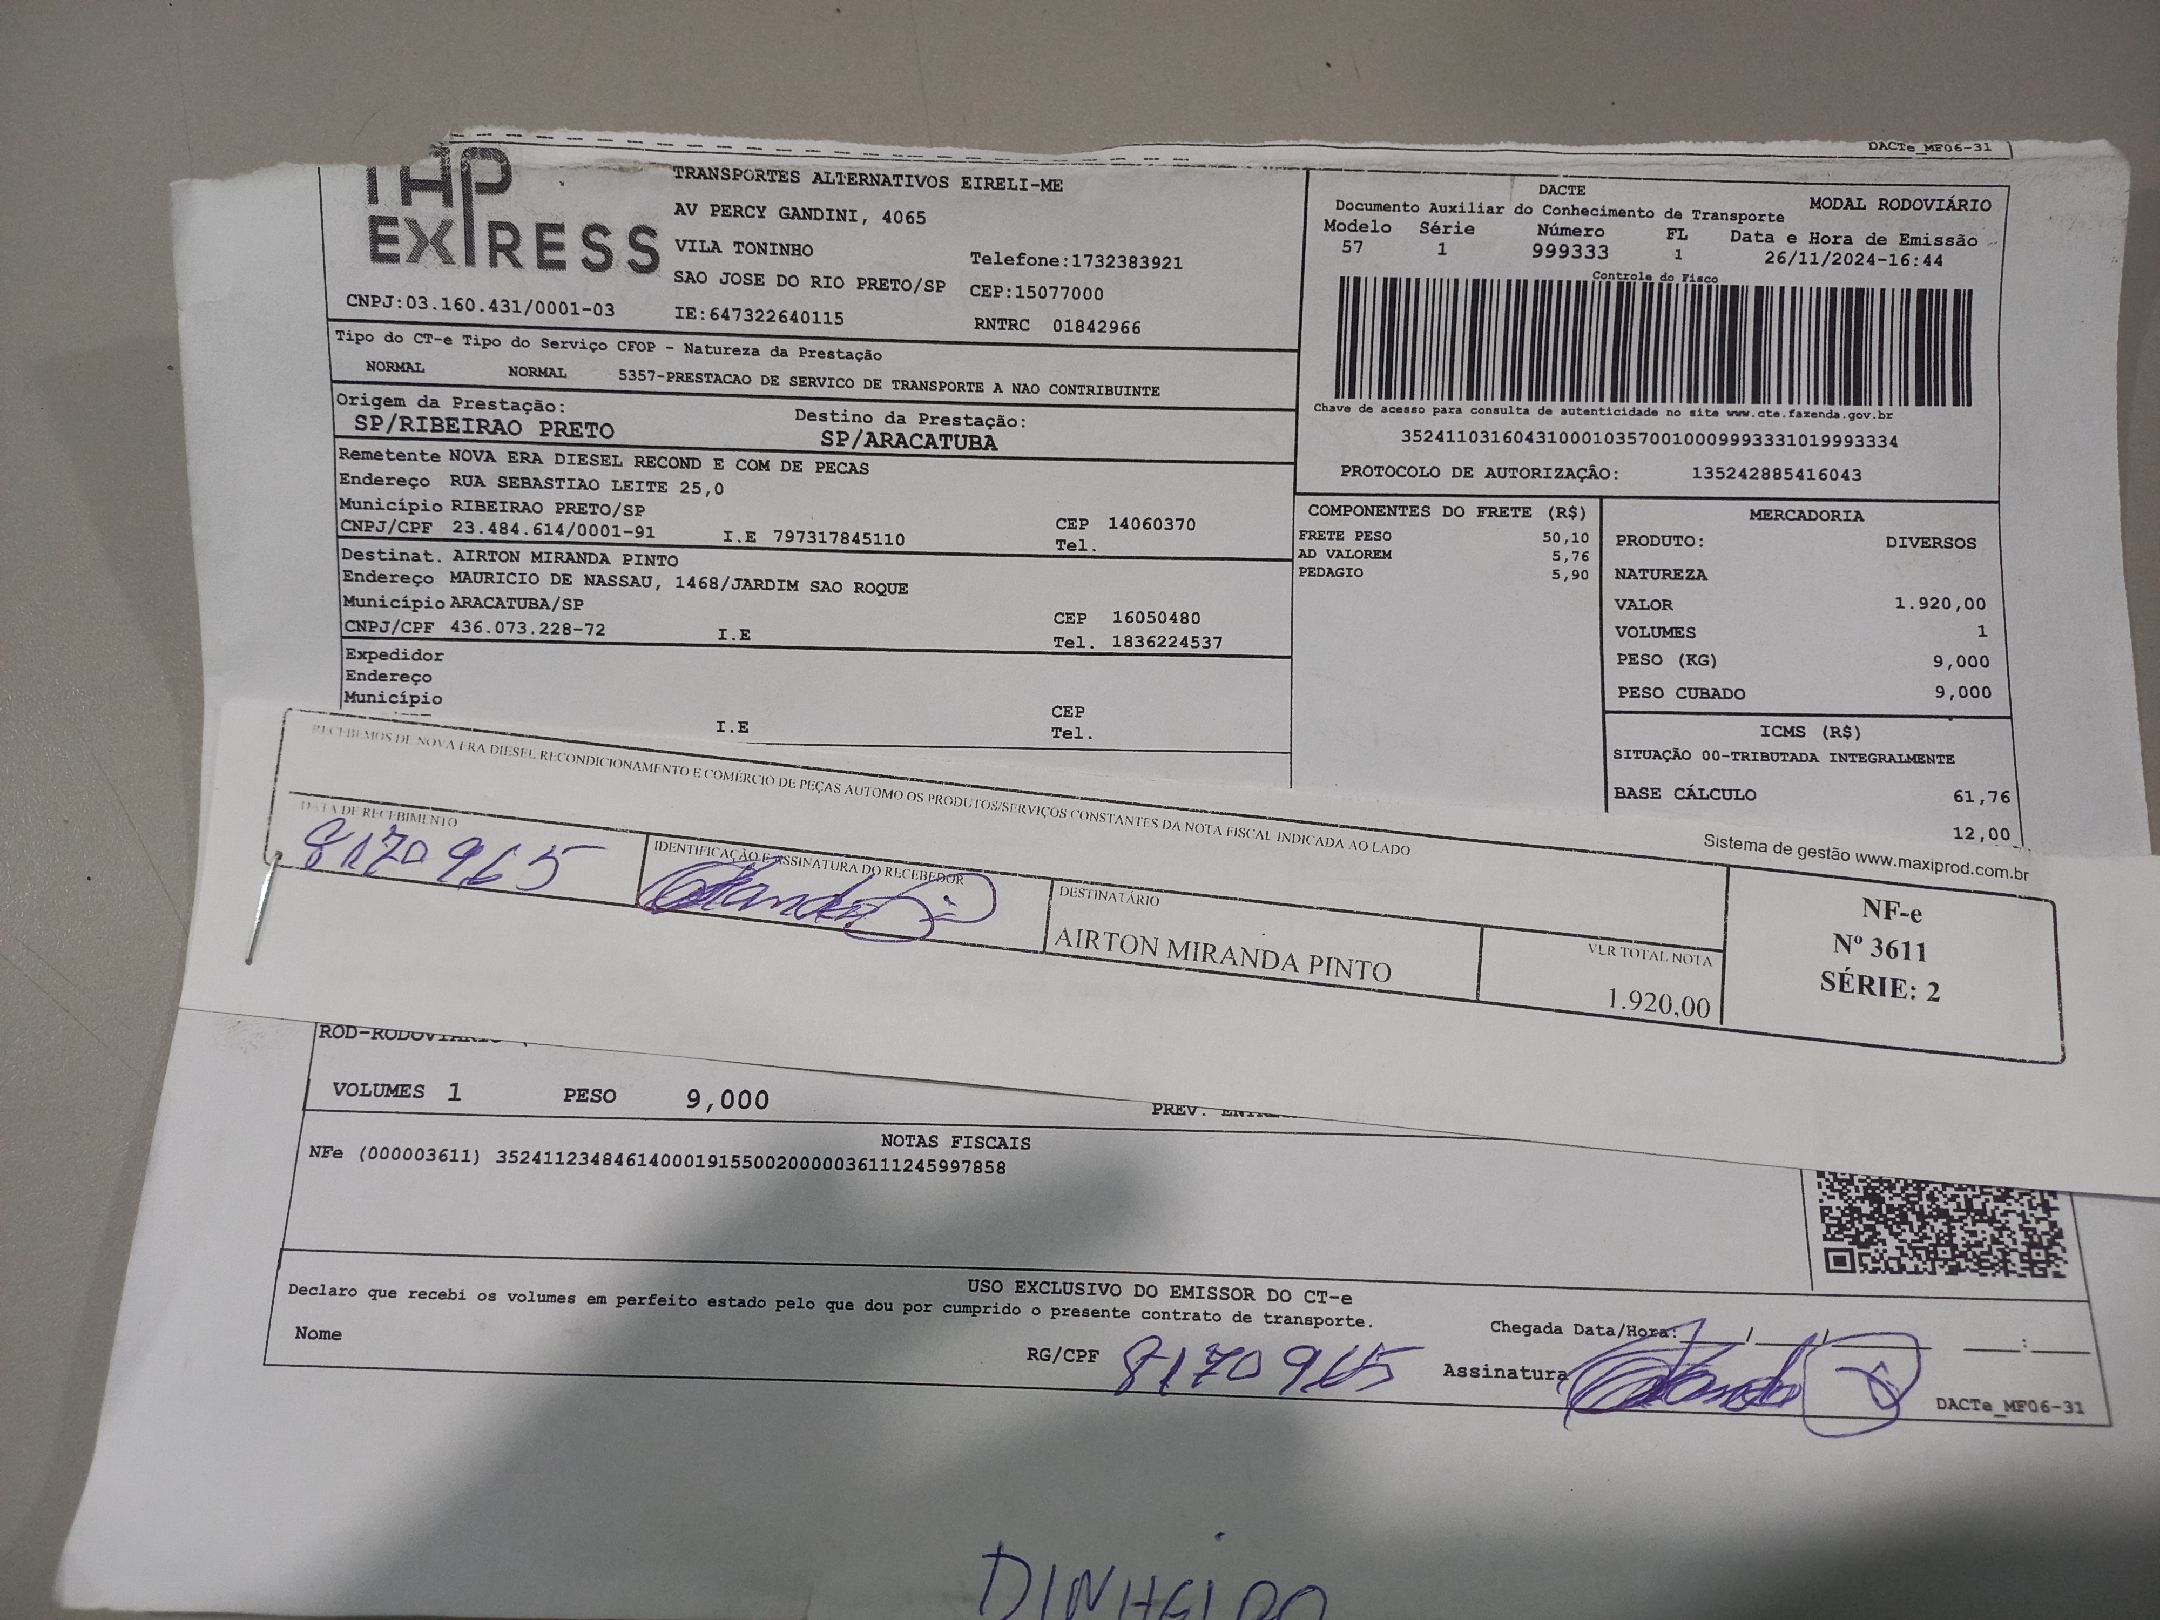 DACTe_MF06-31
TAP EXPRESS
TRANSPORTES ALTERNATIVOS EIRELI-ME
AV PERCY GANDINI, 4065
VILA TONINHO
Telefone:1732383921
SAO JOSE DO RIO PRETO/SP CEP:15077000
CNPJ:03.160.431/0001-03 IE:647322640115 RNTRC 01842966
DACTE MODAL RODOVIÁRIO
Documento Auxiliar do Conhecimento de Transporte
Modelo Série Número FL Data e Hora de Emissão
57 1 999333 1 26/11/2024-16:44
Controle do Fisco
Chave de acesso para consulta de autenticidade no site www.cte.fazenda.gov.br
35241103160431000103570010009993331019993334
PROTOCOLO DE AUTORIZAÇÃO: 135242885416043
Tipo do CT-e Tipo do Serviço CFOP - Natureza da Prestação
NORMAL NORMAL 5357-PRESTACAO DE SERVICO DE TRANSPORTE A NAO CONTRIBUINTE
Origem da Prestação: Destino da Prestação:
SP/RIBEIRAO PRETO SP/ARACATUBA
Remetente NOVA ERA DIESEL RECOND E COM DE PECAS
Endereço RUA SEBASTIAO LEITE 25,0
Município RIBEIRAO PRETO/SP CEP 14060370
CNPJ/CPF 23.484.614/0001-91 I.E 797317845110 Tel.
Destinat. AIRTON MIRANDA PINTO
Endereço MAURICIO DE NASSAU, 1468/JARDIM SAO ROQUE
Município ARACATUBA/SP CEP 16050480
CNPJ/CPF 436.073.228-72 I.E Tel. 1836224537
Expedidor
Endereço
Município CEP
I.E Tel.
COMPONENTES DO FRETE (R$)
FRETE PESO 50,10
AD VALOREM 5,76
PEDAGIO 5,90
MERCADORIA
PRODUTO: DIVERSOS
NATUREZA
VALOR 1.920,00
VOLUMES 1
PESO (KG) 9,000
PESO CUBADO 9,000
ICMS (R$)
SITUAÇÃO 00-TRIBUTADA INTEGRALMENTE
BASE CÁLCULO 61,76
12,00
Sistema de gestão www.maxiprod.com.br
RECEBEMOS DE NOVA ERA DIESEL RECONDICIONAMENTO E COMÉRCIO DE PEÇAS AUTOMO OS PRODUTOS/SERVIÇOS CONSTANTES DA NOTA FISCAL INDICADA AO LADO
DATA DE RECEBIMENTO
8170965
IDENTIFICAÇÃO E ASSINATURA DO RECEBEDOR
DESTINATÁRIO
AIRTON MIRANDA PINTO
VLR TOTAL NOTA
1.920,00
NF-e
Nº 3611
SÉRIE: 2
ROD-RODOVIARIO
VOLUMES 1 PESO 9,000 PREV.
NOTAS FISCAIS
NFe (000003611) 35241123484614000191550020000036111245997858
USO EXCLUSIVO DO EMISSOR DO CT-e
Declaro que recebi os volumes em perfeito estado pelo que dou por cumprido o presente contrato de transporte.
Nome RG/CPF 8170965 Assinatura
Chegada Data/Hora: / / :
DACTe_MF06-31
DINHEIRO